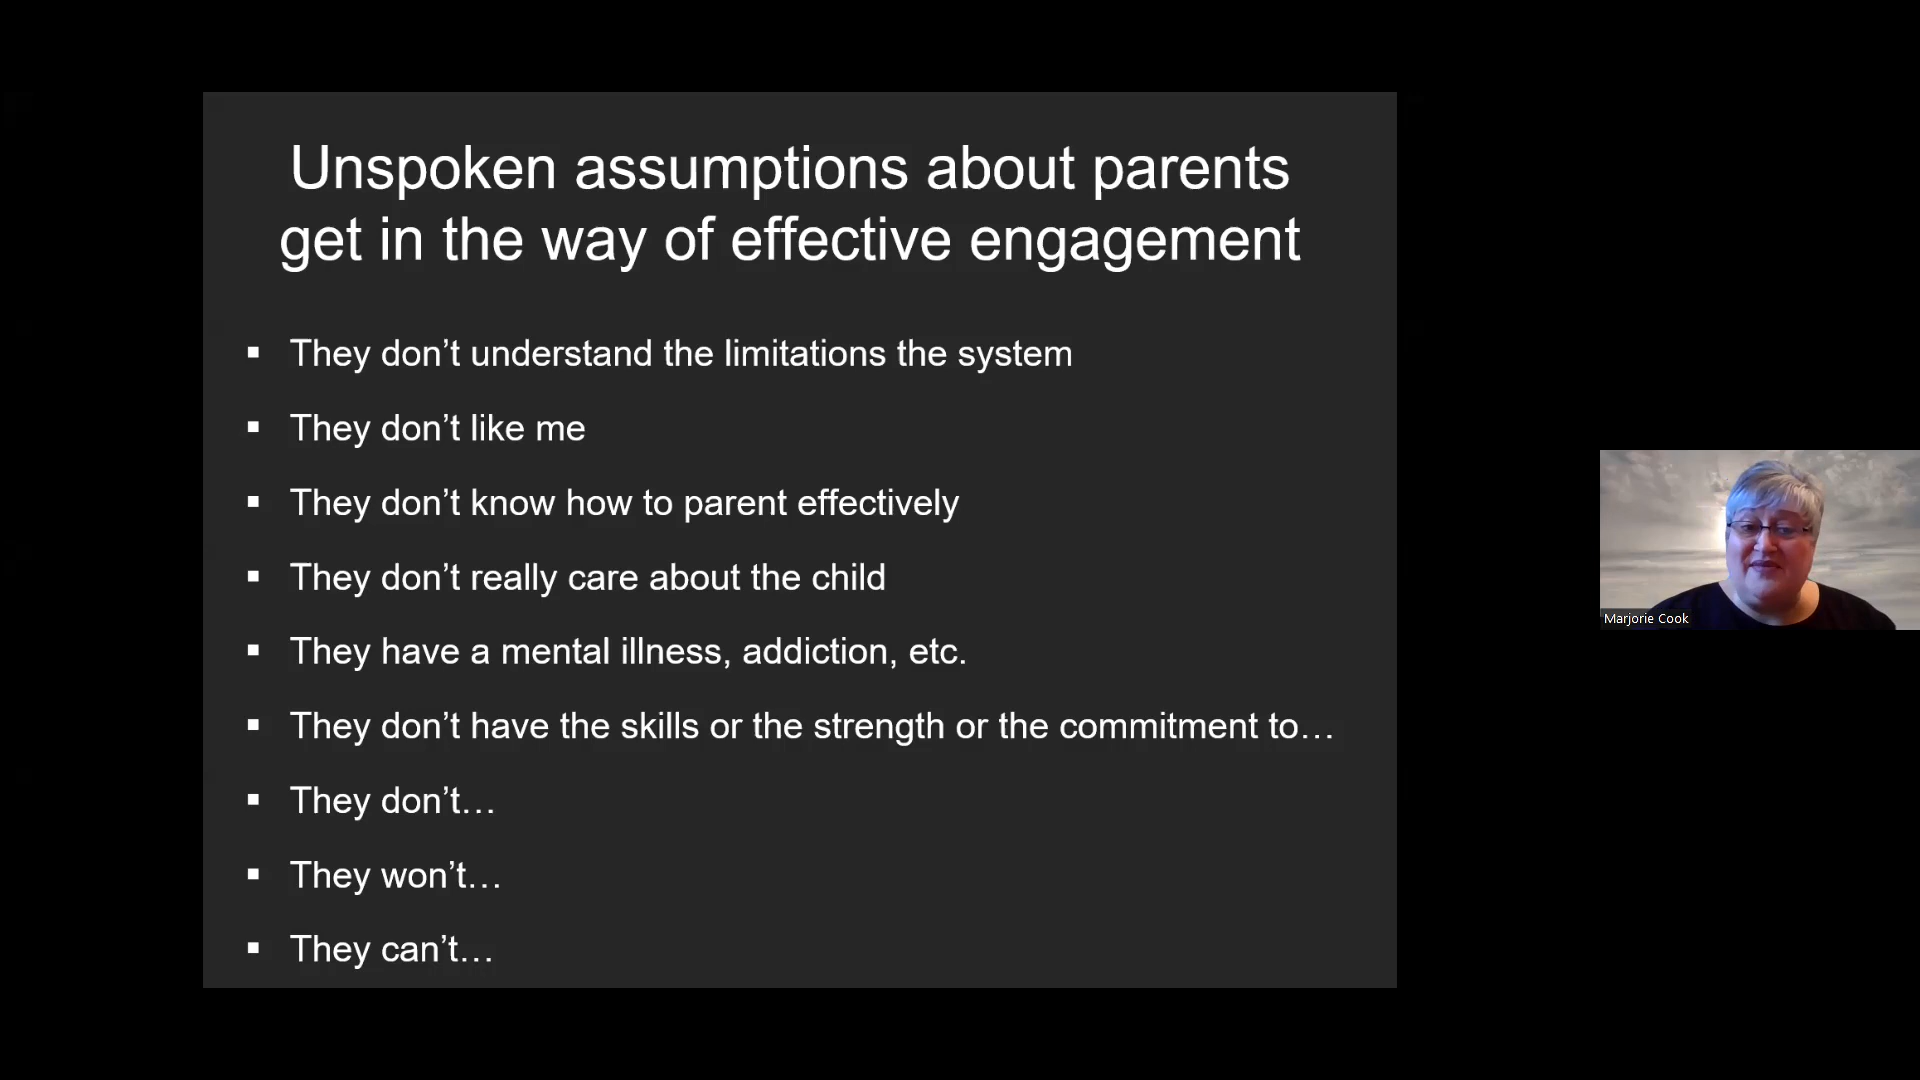 Unspoken assumptions about parents
get in the way of effective engagement
▪ They don’t understand the limitations the system
▪ They don’t like me
▪ They don’t know how to parent effectively
▪ They don’t really care about the child
▪ They have a mental illness, addiction, etc.
▪ They don’t have the skills or the strength or the commitment to…
▪ They don’t…
▪ They won’t…
▪ They can’t…
Marjorie Cook